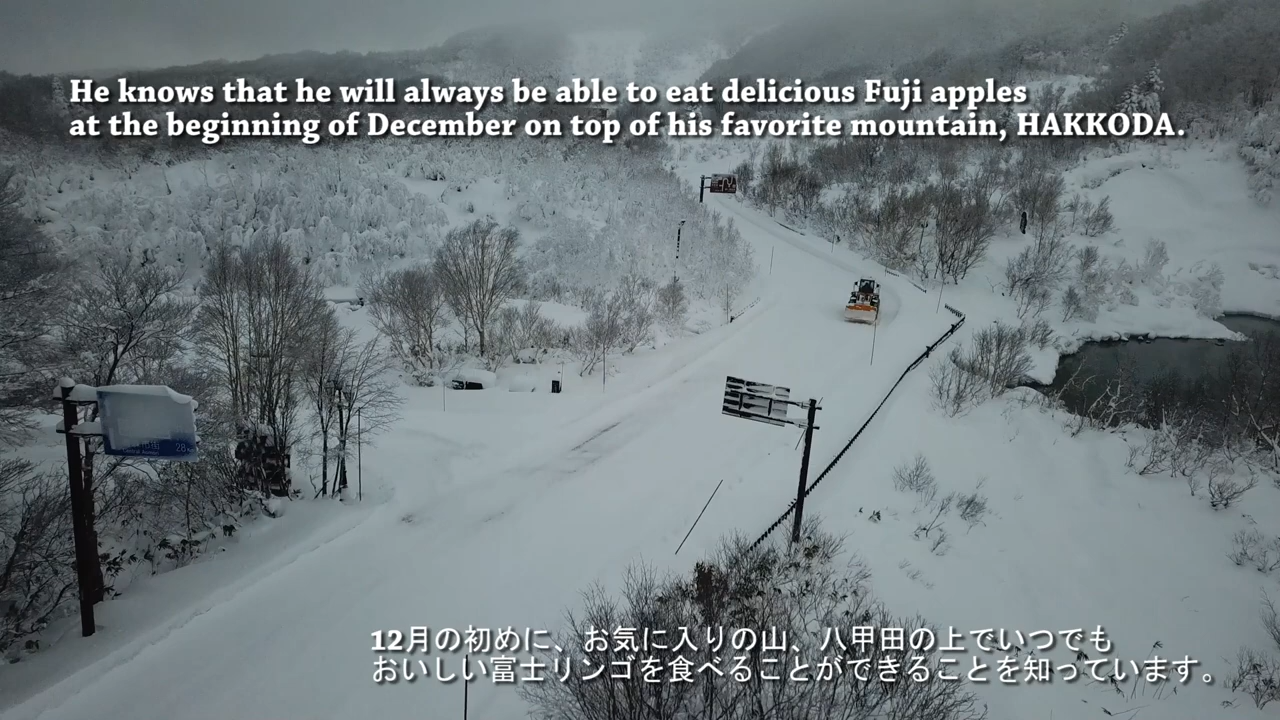 He knows that he will always be able to eat delicious Fuji apples
at the beginning of December on top of his favorite mountain, HAKKODA.
28
12月の初めに、お気に入りの山、八甲田の上でいつでも
おいしい富士リンゴを食べることができることを知っています。